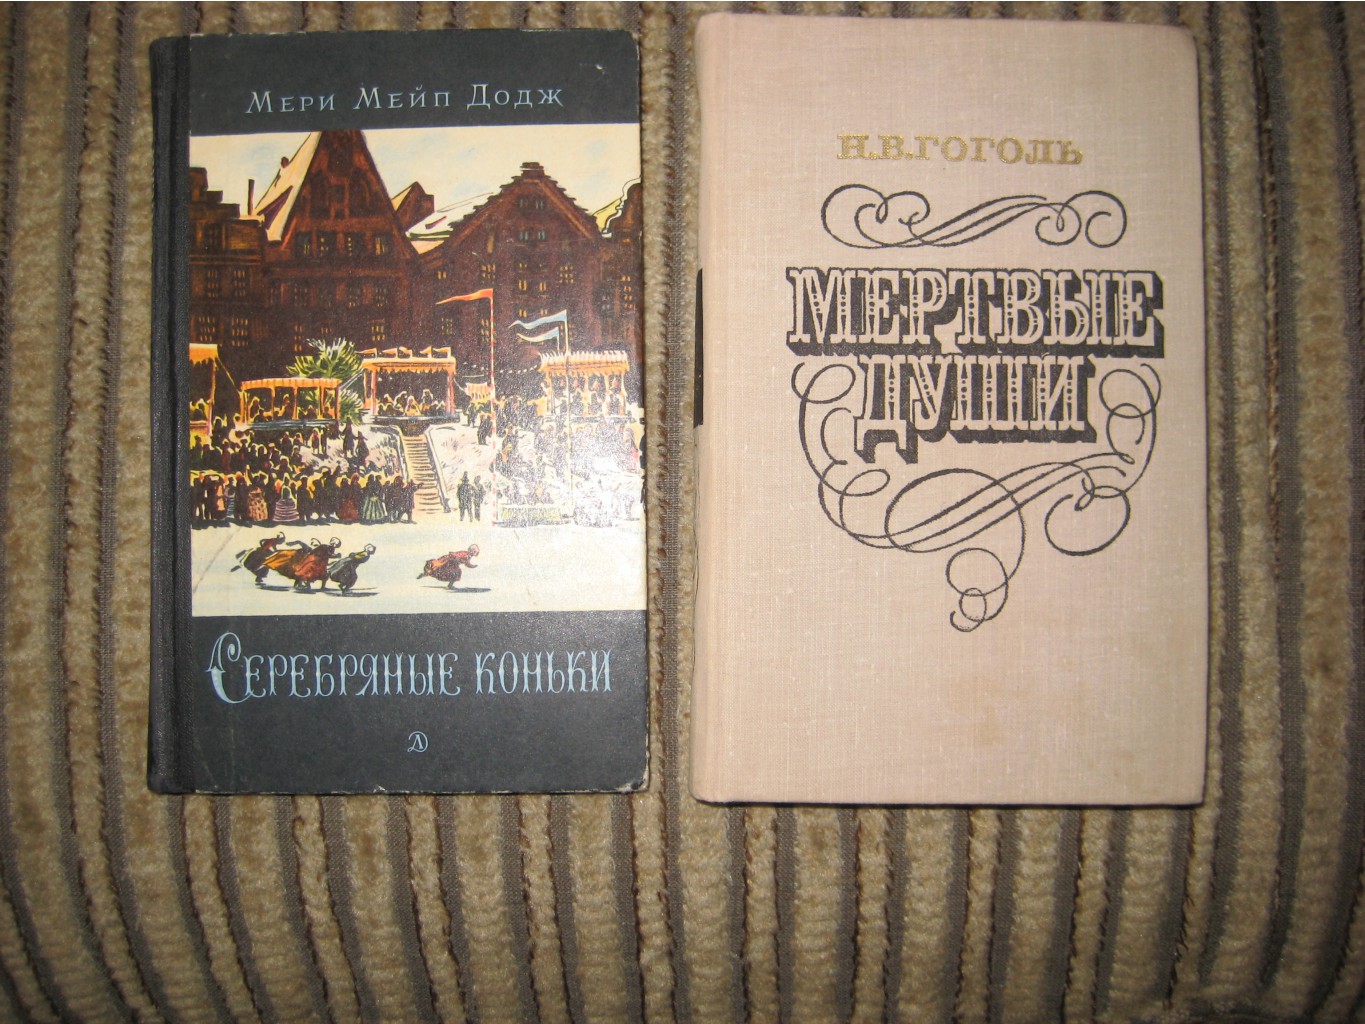 Мери Мейп Додж
Серебряные коньки
Д
Н.В.ГОГОЛЬ
МЕРТВЫЕ
ДУШИ